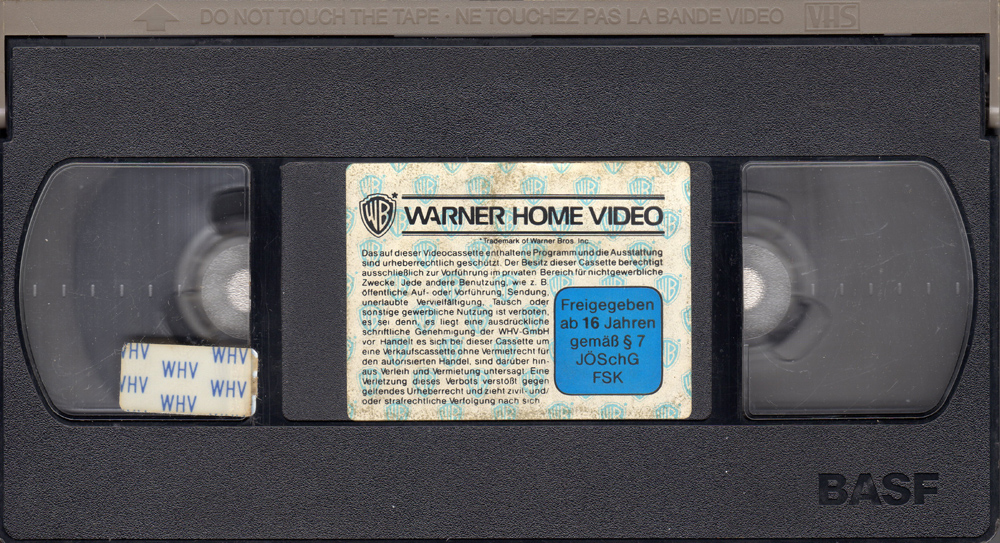 DO NOT TOUCH THE TAPE · NE TOUCHEZ PAS LA BANDE VIDEO VHS
WB* WARNER HOME VIDEO
*Trademark of Warner Bros. Inc.
Das auf dieser Videocassette enthaltene Programm und die Ausstattung
sind urheberrechtlich geschützt. Der Besitz dieser Cassette berechtigt
ausschließlich zur Vorführung im privaten Bereich für nichtgewerbliche
Zwecke. Jede andere Benutzung, wie z. B.
öffentliche Auf- oder Vorführung, Sendung,
unerlaubte Vervielfältigung, Tausch oder
sonstige gewerbliche Nutzung ist verboten,
es sei denn, es liegt eine ausdrückliche
schriftliche Genehmigung der WHV-GmbH
vor. Handelt es sich bei dieser Cassette um
eine Verkaufscassette ohne Vermietrecht für
den autorisierten Handel, sind darüber hin-
aus Verleih und Vermietung untersagt. Eine
Verletzung dieses Verbots verstößt gegen
geltendes Urheberrecht und zieht zivil- und/
oder strafrechtliche Verfolgung nach sich.
Freigegeben
ab 16 Jahren
gemäß § 7
JÖSchG
FSK
WHV WHV
WHV
WHV WHV
WHV
BASF